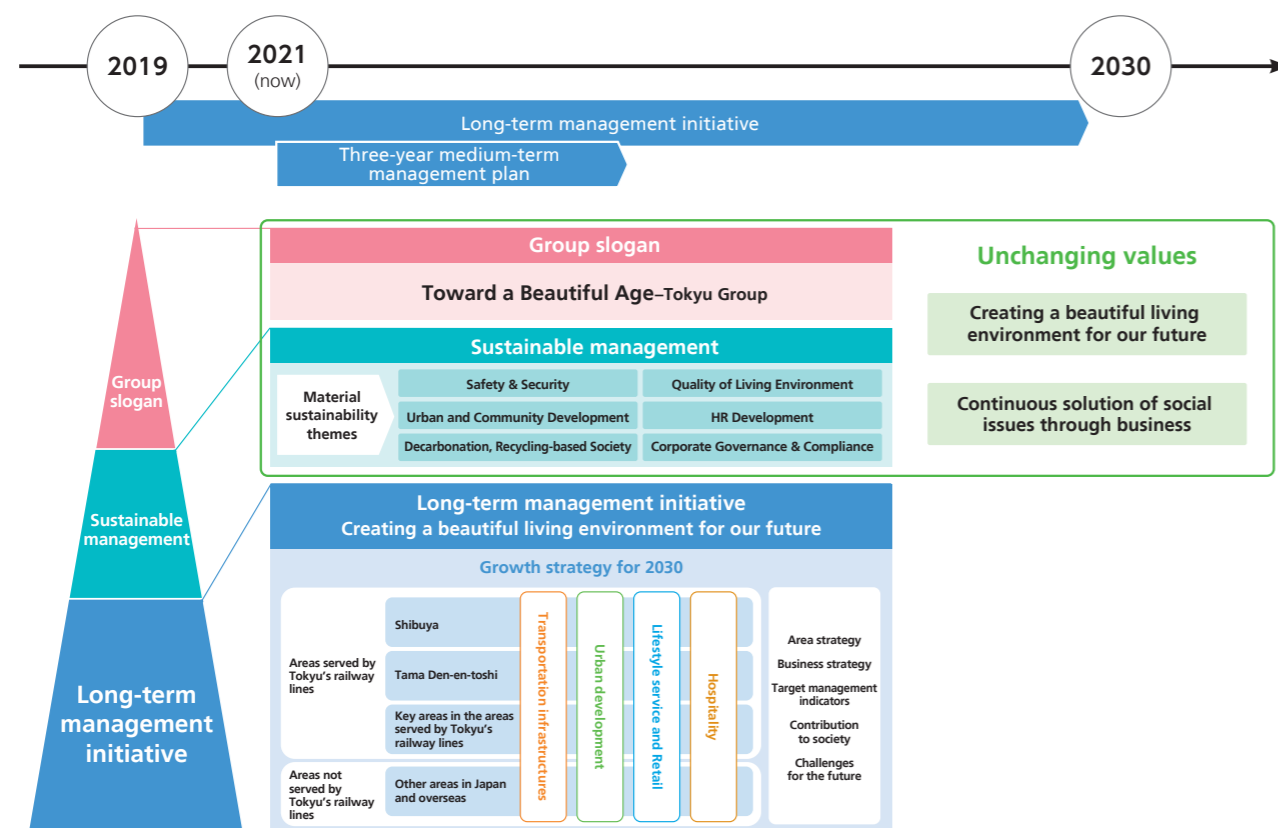 2019
2021
(now)
2030
Long-term management initiative
Three-year medium-term
management plan
Group
slogan
Sustainable
management
Long-term
management
initiative
Group slogan
Toward a Beautiful Age–Tokyu Group
Sustainable management
Material
sustainability
themes
Safety & Security
Quality of Living Environment
Urban and Community Development
HR Development
Decarbonation, Recycling-based Society
Corporate Governance & Compliance
Unchanging values
Creating a beautiful living
environment for our future
Continuous solution of social
issues through business
Long-term management initiative
Creating a beautiful living environment for our future
Growth strategy for 2030
Areas served by
Tokyu's railway
lines
Shibuya
Tama Den-en-toshi
Key areas in the areas
served by Tokyu's
railway lines
Areas not
served by
Tokyu's railway
lines
Other areas in Japan
and overseas
Transportation infrastructures
Urban development
Lifestyle service and Retail
Hospitality
Area strategy
Business strategy
Target management
indicators
Contribution
to society
Challenges
for the future